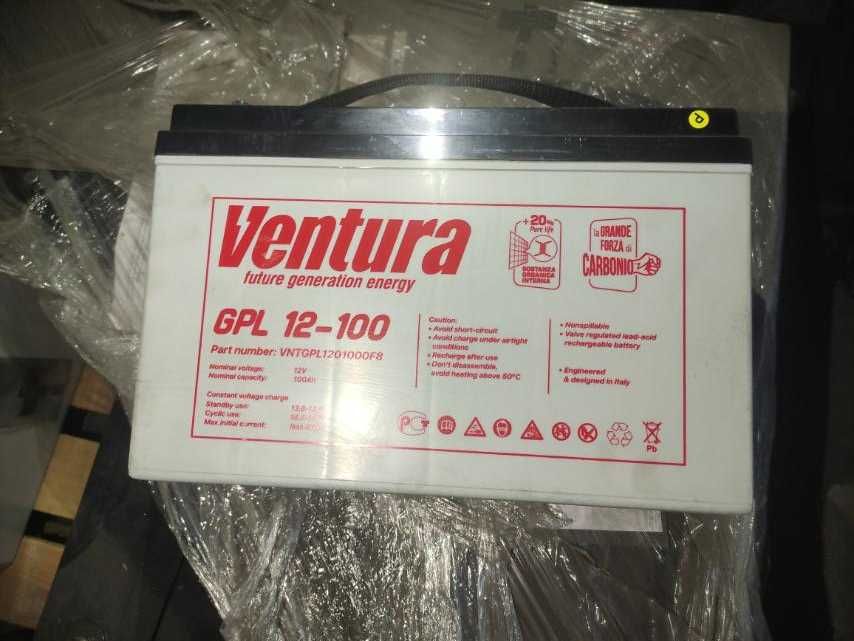 Ventura
future generation energy
GPL 12-100
Part number: VNTGPL1201000F8
Nominal voltage: 12V
Nominal capacity: 100Ah
Constant voltage charge
Standby use:
Cyclic use:
Max.initial current:
+20%
Pure life
SOSTANZA
ORGANICA
INTERNA
la GRANDE
FORZA di
CARBONIO
Caution:
• Avoid short-circuit
• Avoid charge under airtight
conditions
• Recharge after use
• Don't disassemble,
avoid heating above 50°C
• Nonspillable
• Valve regulated lead-acid
rechargeable battery
• Engineered
& designed in Italy
Pb